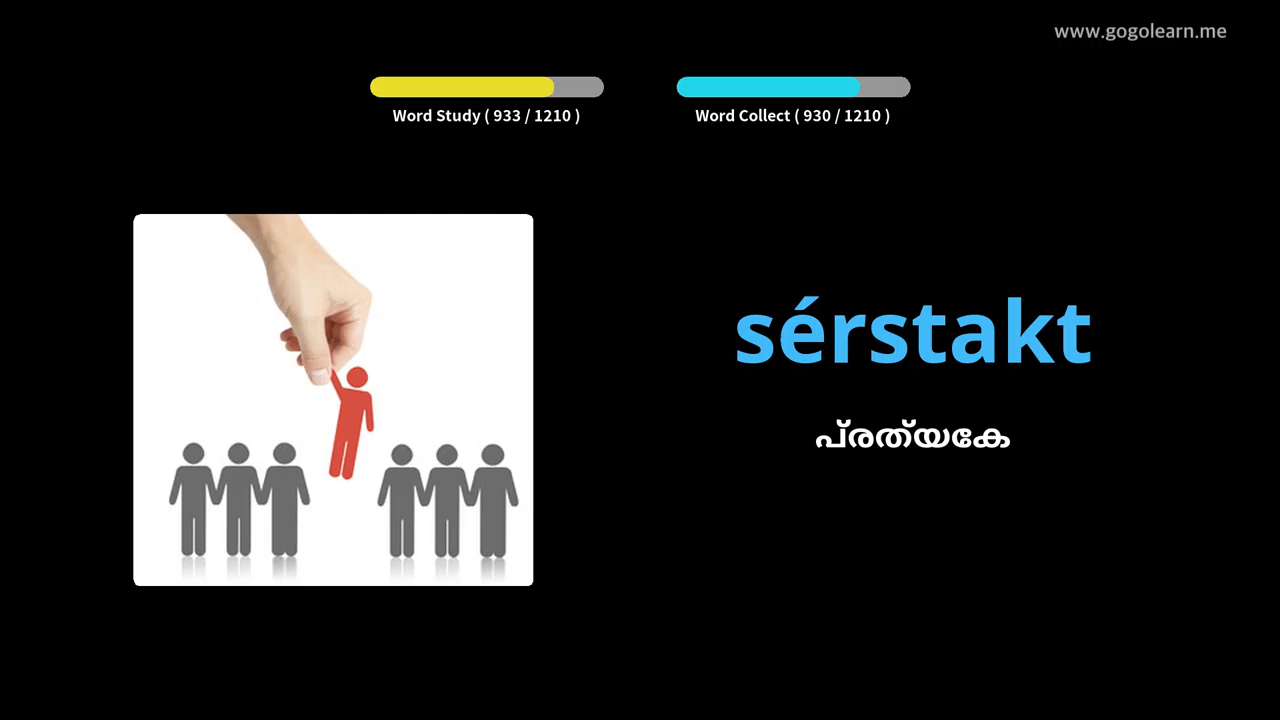 www.gogolearn.me
Word Study ( 933 / 1210 )
Word Collect ( 930 / 1210 )
sérstakt
പ്രത്യകേ